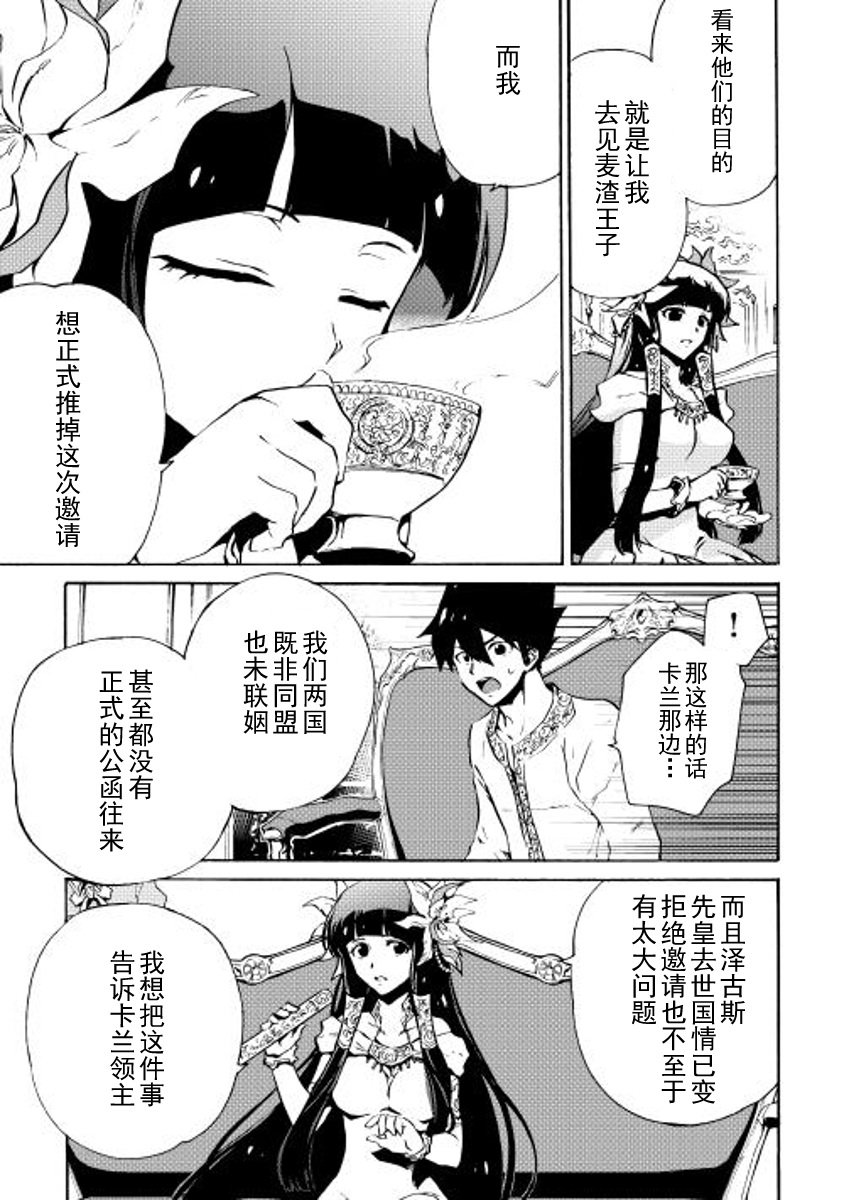 看来他们的目的
就是让我
去见麦渣王子
而我
想正式推掉这次邀请
！
那这样的话
卡兰那边…
我们两国
既非同盟
也未联姻
甚至都没有
正式的公函往来
而且泽古斯
先皇去世国情已变
拒绝邀请也不至于
有太大问题
我想把这件事
告诉卡兰领主